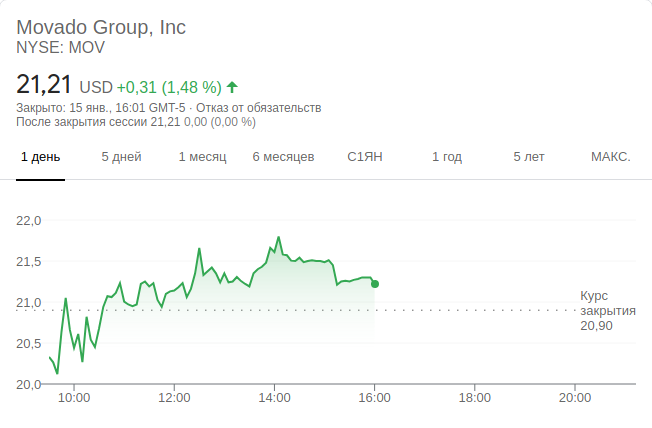 Movado Group, Inc
NYSE: MOV
21,21 USD +0,31 (1,48 %)
Закрыто: 15 янв., 16:01 GMT-5 · Отказ от обязательств
После закрытия сессии 21,21 0,00 (0,00 %)
1 день 5 дней 1 месяц 6 месяцев С1ЯН 1 год 5 лет МАКС.
22,0
21,5
21,0
20,5
20,0
Курс
закрытия
20,90
10:00 12:00 14:00 16:00 18:00 20:00